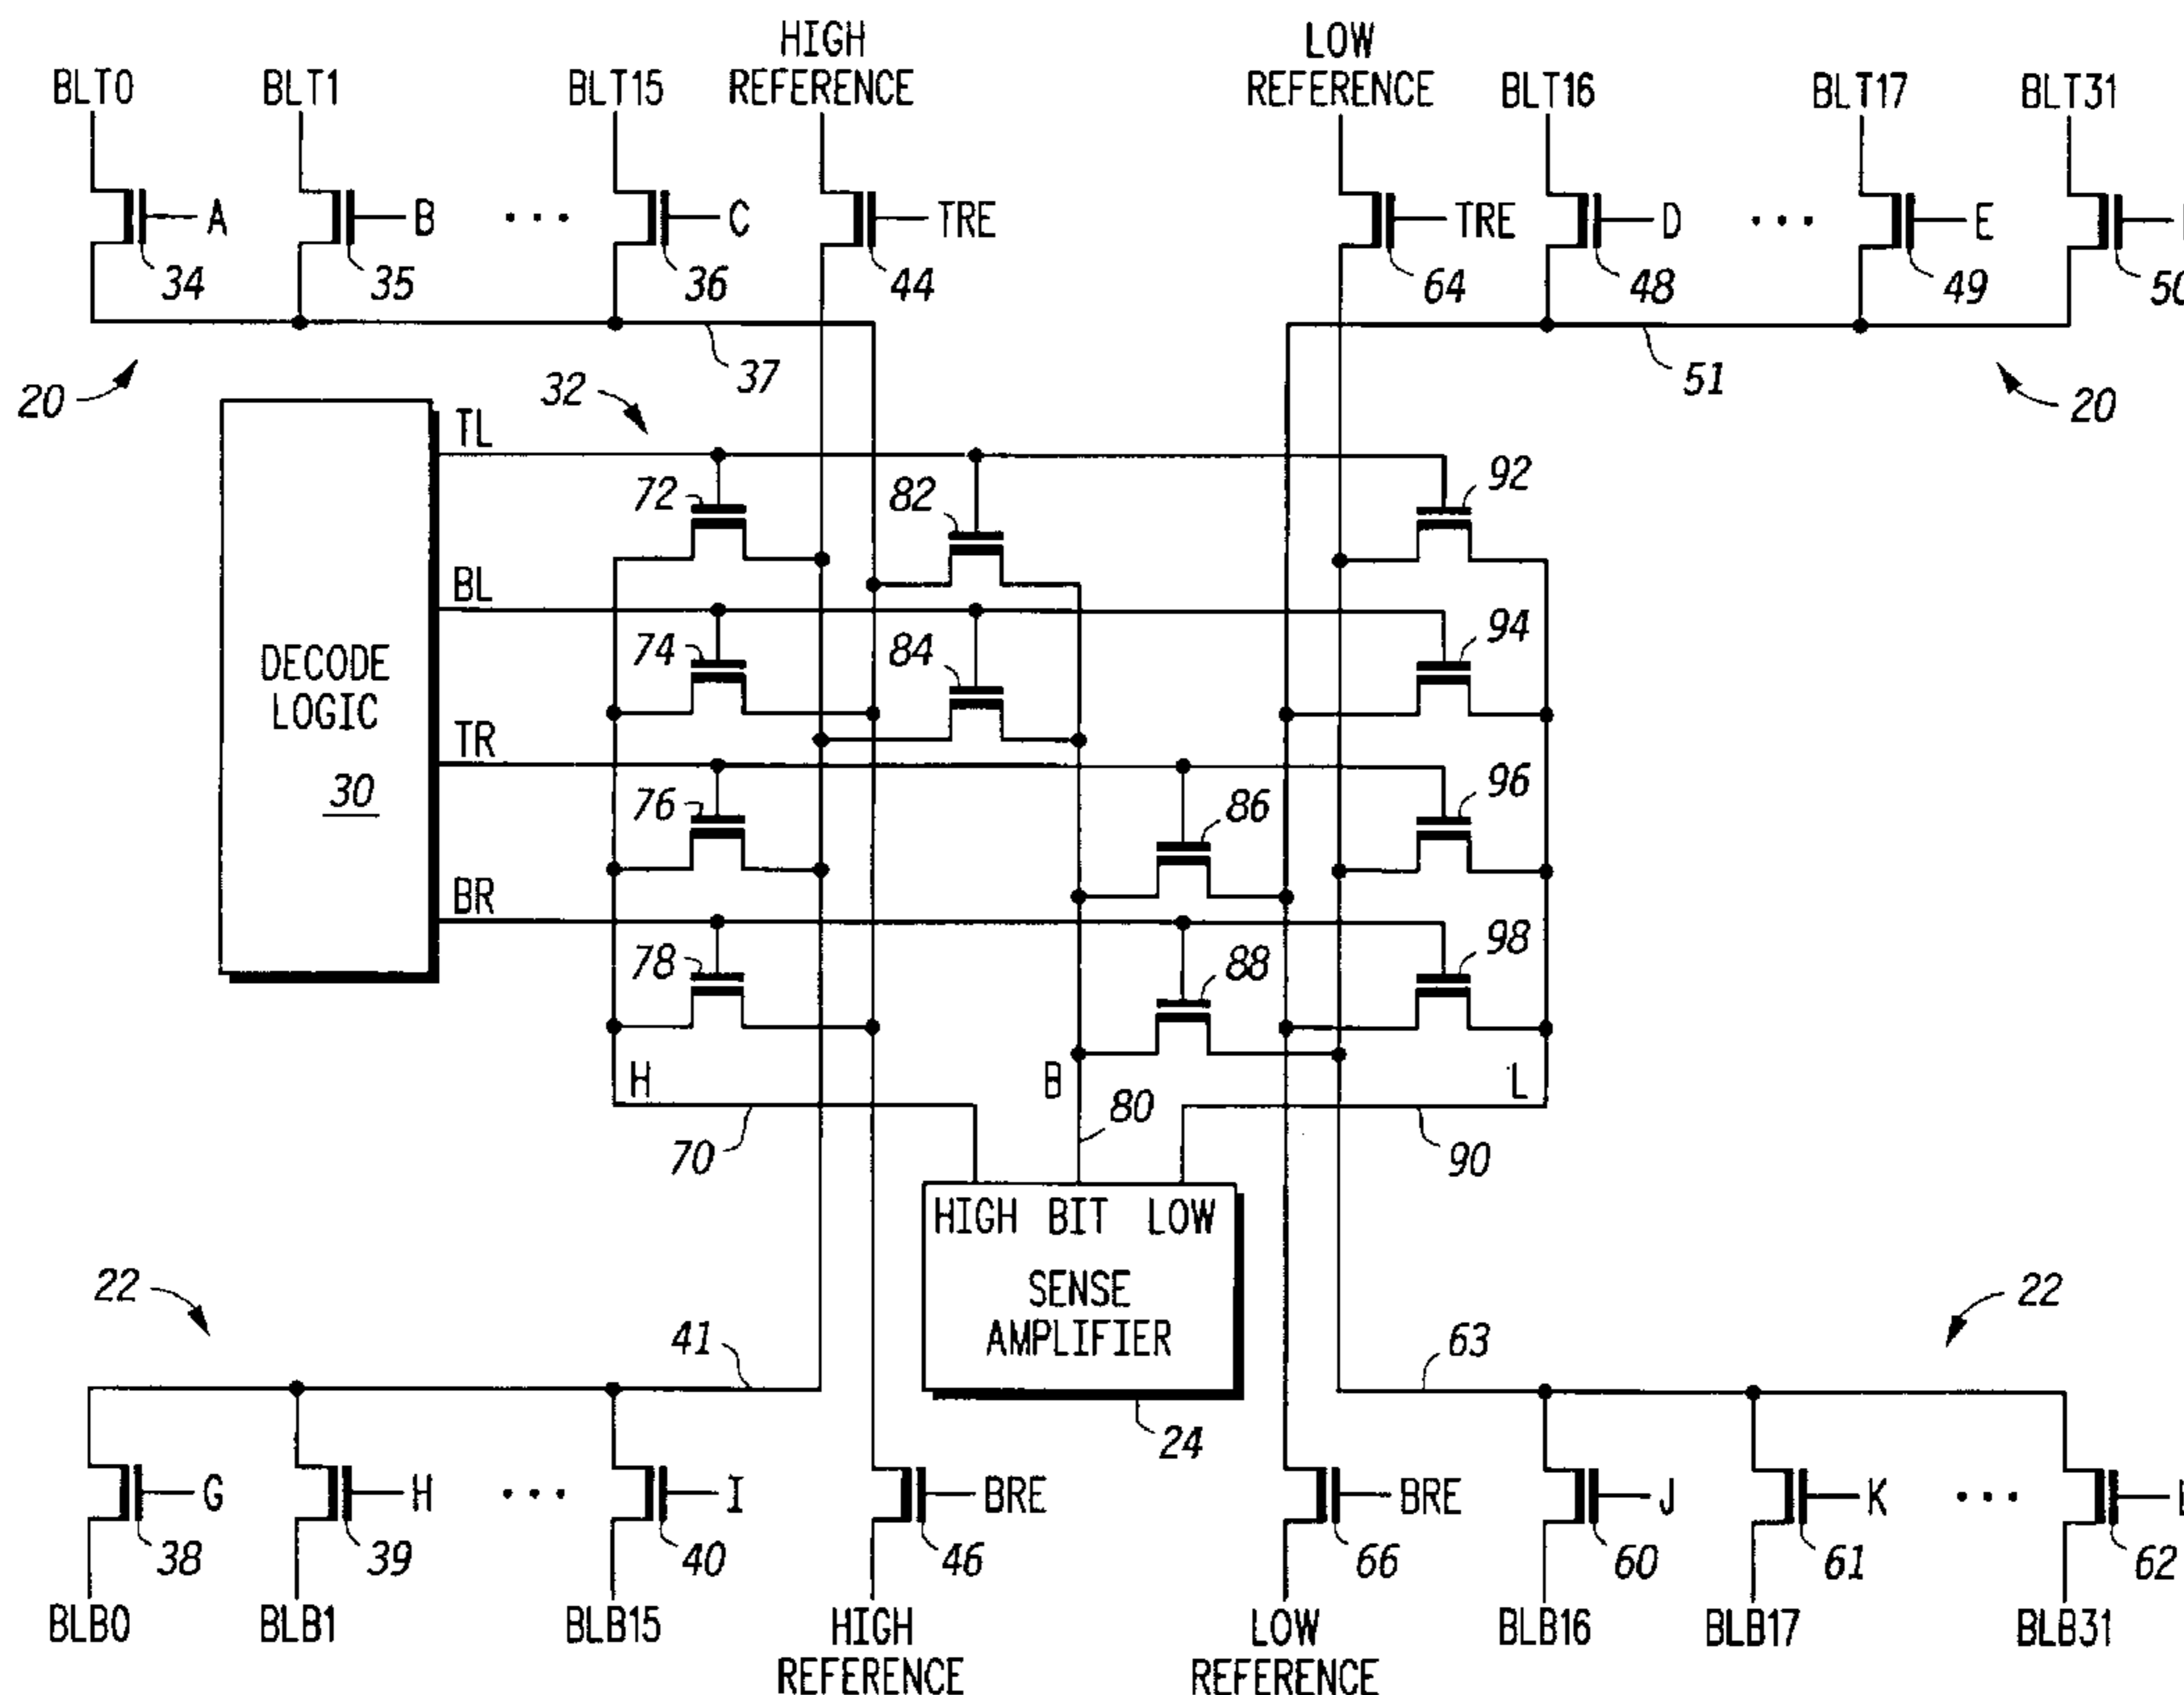 HIGH
REFERENCE
LOW
REFERENCE
BLT0
BLT1
BLT15
BLT16
BLT17
BLT31
A
B
...
C
TRE
TRE
D
...
E
34
35
36
44
64
48
49
37
51
20
32
20
TL
72
82
92
BL
DECODE
LOGIC
30
74
84
94
TR
76
86
96
BR
78
88
98
H
B
L
80
70
90
HIGH BIT LOW
SENSE
AMPLIFIER
24
22
22
41
63
G
H
...
I
BRE
BRE
J
K
...
38
39
40
46
66
60
61
62
BLB0
BLB1
BLB15
HIGH
REFERENCE
LOW
REFERENCE
BLB16
BLB17
BLB31